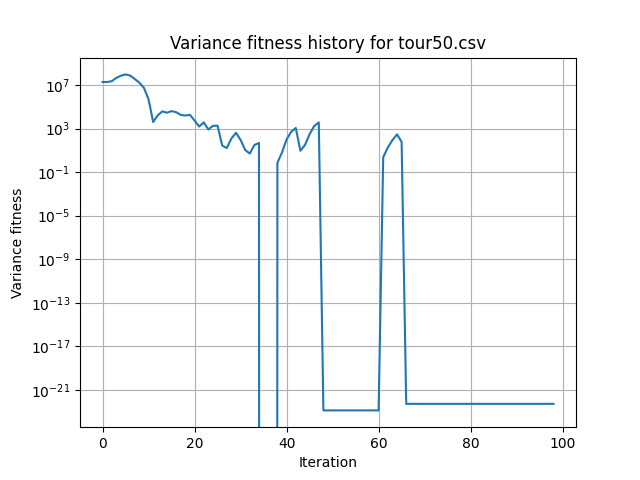 Variance fitness history for tour50.csv
10^7
10^3
10^−1
10^−5
10^−9
10^−13
10^−17
10^−21
Variance fitness
0 20 40 60 80 100
Iteration